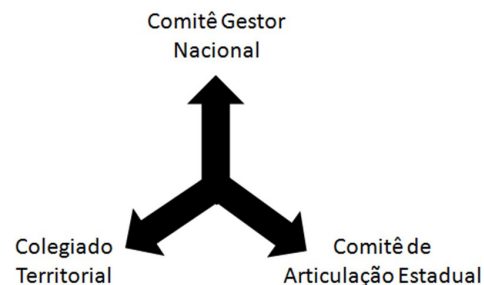 Comitê Gestor
Nacional
Colegiado
Territorial
Comitê de
Articulação Estadual